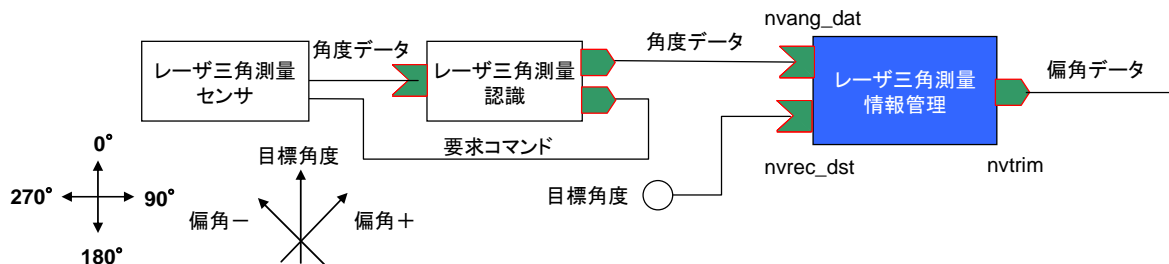 nvang_dat
角度データ
角度データ
レーザ三角測量
センサ
レーザ三角測量
認識
レーザ三角測量
情報管理
偏角データ
要求コマンド
nvrec_dst
nvtrim
目標角度
0°
270°
90°
180°
目標角度
偏角－
偏角＋